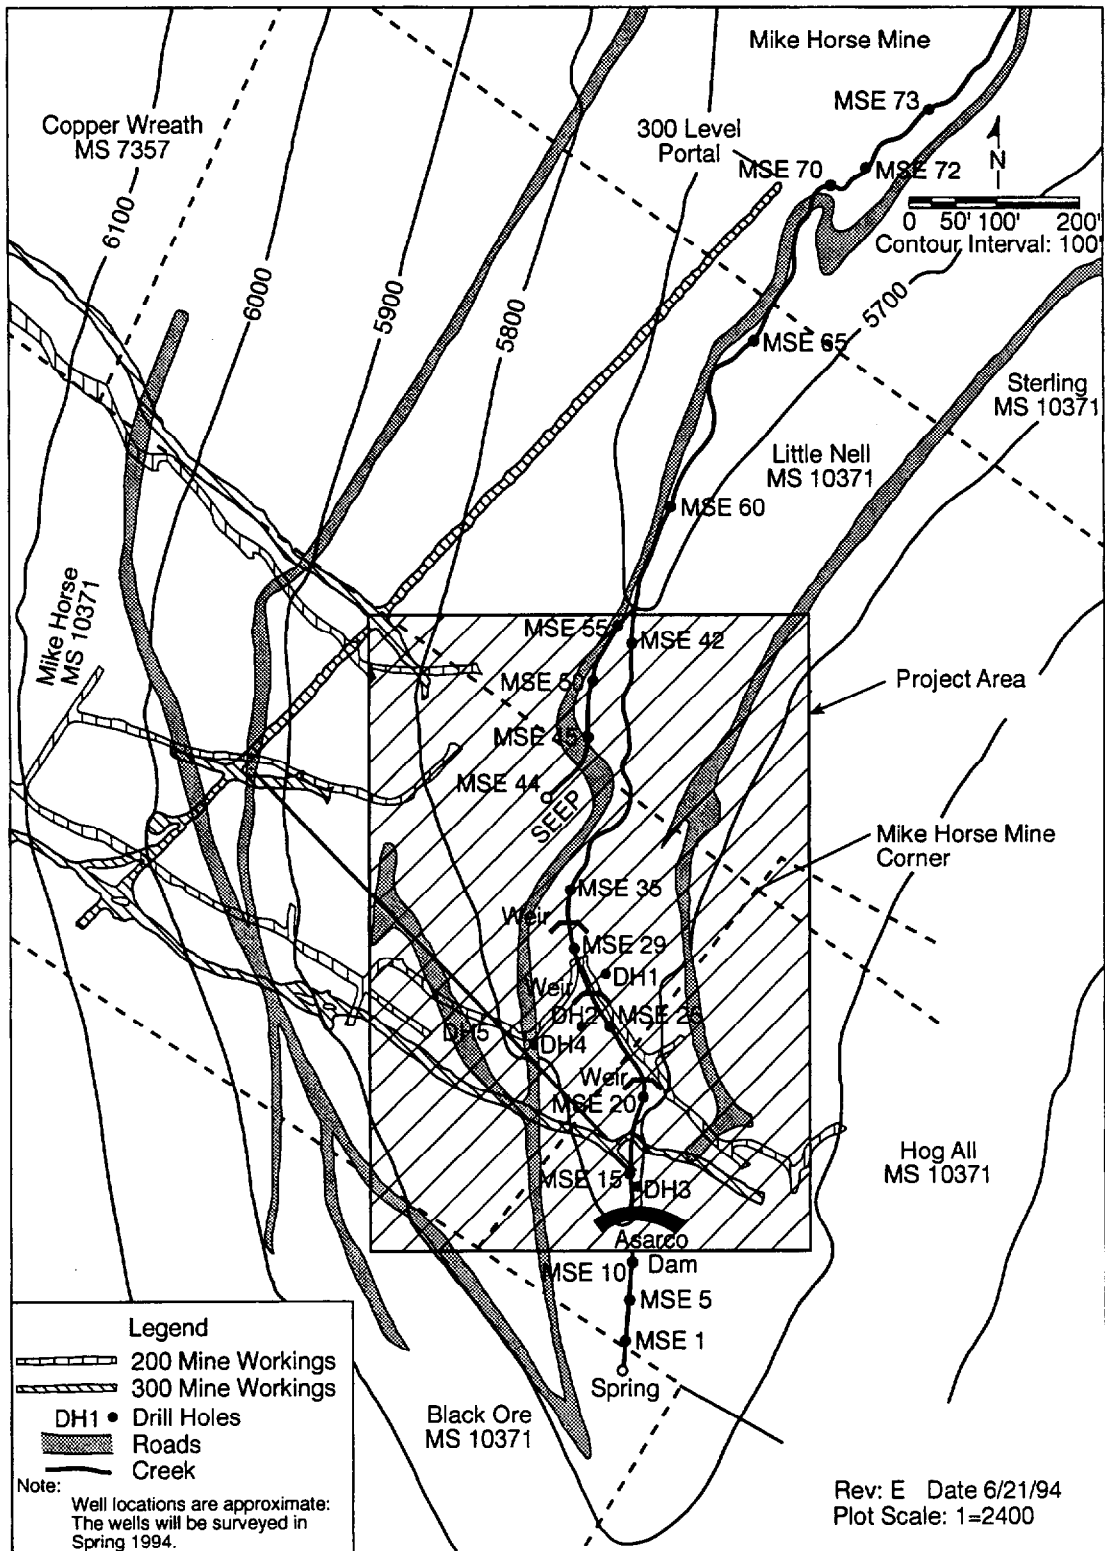 Mike Horse Mine
MSE 73
Copper Wreath
MS 7357
300 Level
Portal
MSE 70
MSE 72
N
0 50' 100' 200'
Contour Interval: 100'
6100
6000
5900
5800
5700
MSE 65
Sterling
MS 10371
Little Nell
MS 10371
MSE 60
Mike Horse
MS 10371
MSE 55
MSE 42
MSE 50
Project Area
MSE 45
MSE 44
SEEP
Mike Horse Mine
Corner
MSE 35
Weir
MSE 29
DH1
Weir
DH2
DH5
DH4
Weir
MSE 20
Hog All
MS 10371
MSE 15
DH3
Asarco
Dam
MSE 10
MSE 5
MSE 1
Spring
Black Ore
MS 10371
Legend
200 Mine Workings
300 Mine Workings
DH1 • Drill Holes
Roads
Creek
Note:
Well locations are approximate:
The wells will be surveyed in
Spring 1994.
Rev: E Date 6/21/94
Plot Scale: 1=2400